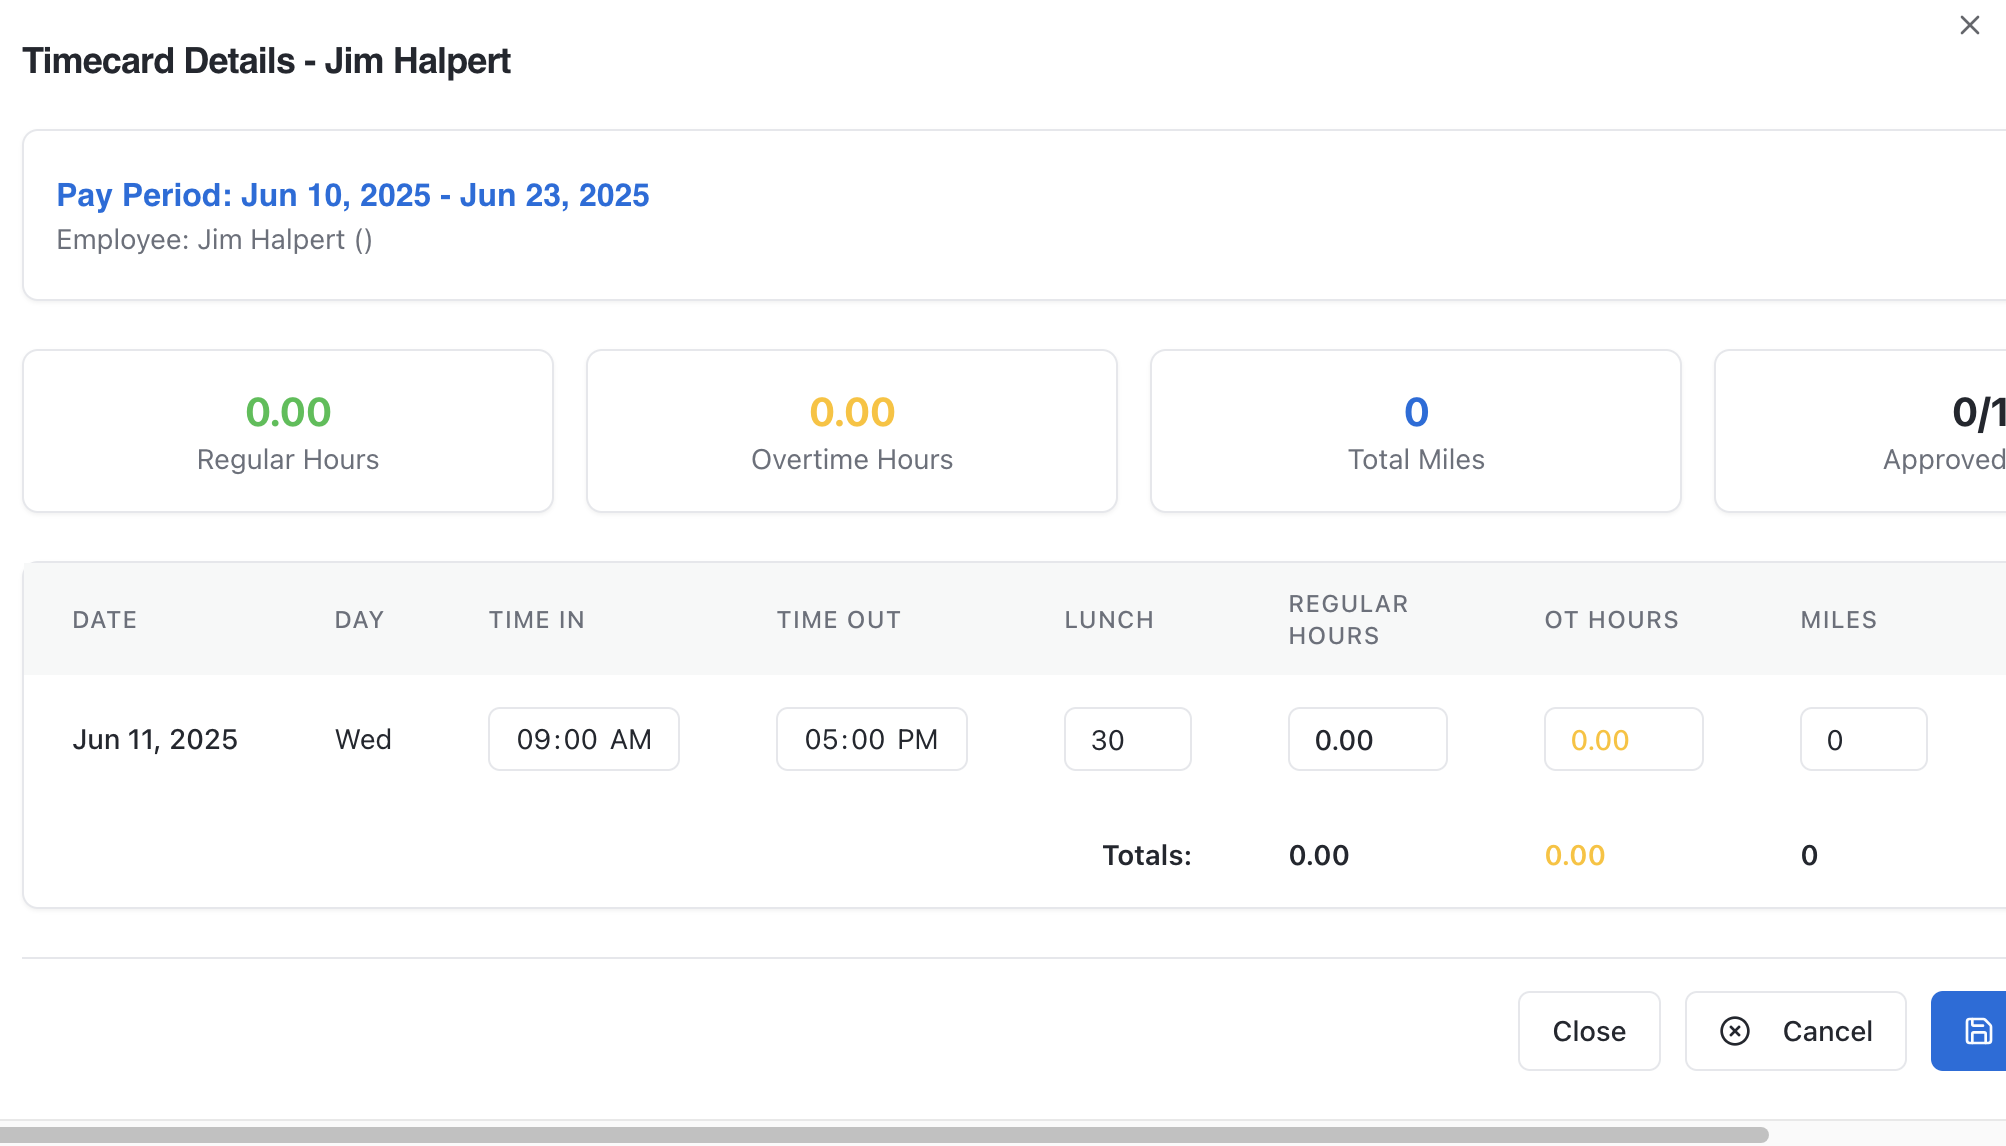 Timecard Details - Jim Halpert
Pay Period: Jun 10, 2025 - Jun 23, 2025
Employee: Jim Halpert ()
0.00
Regular Hours
0.00
Overtime Hours
0
Total Miles
0/1
Approved
DATE DAY TIME IN TIME OUT LUNCH REGULAR HOURS OT HOURS MILES
Jun 11, 2025 Wed 09:00 AM 05:00 PM 30 0.00 0.00 0
Totals: 0.00 0.00 0
Close Cancel